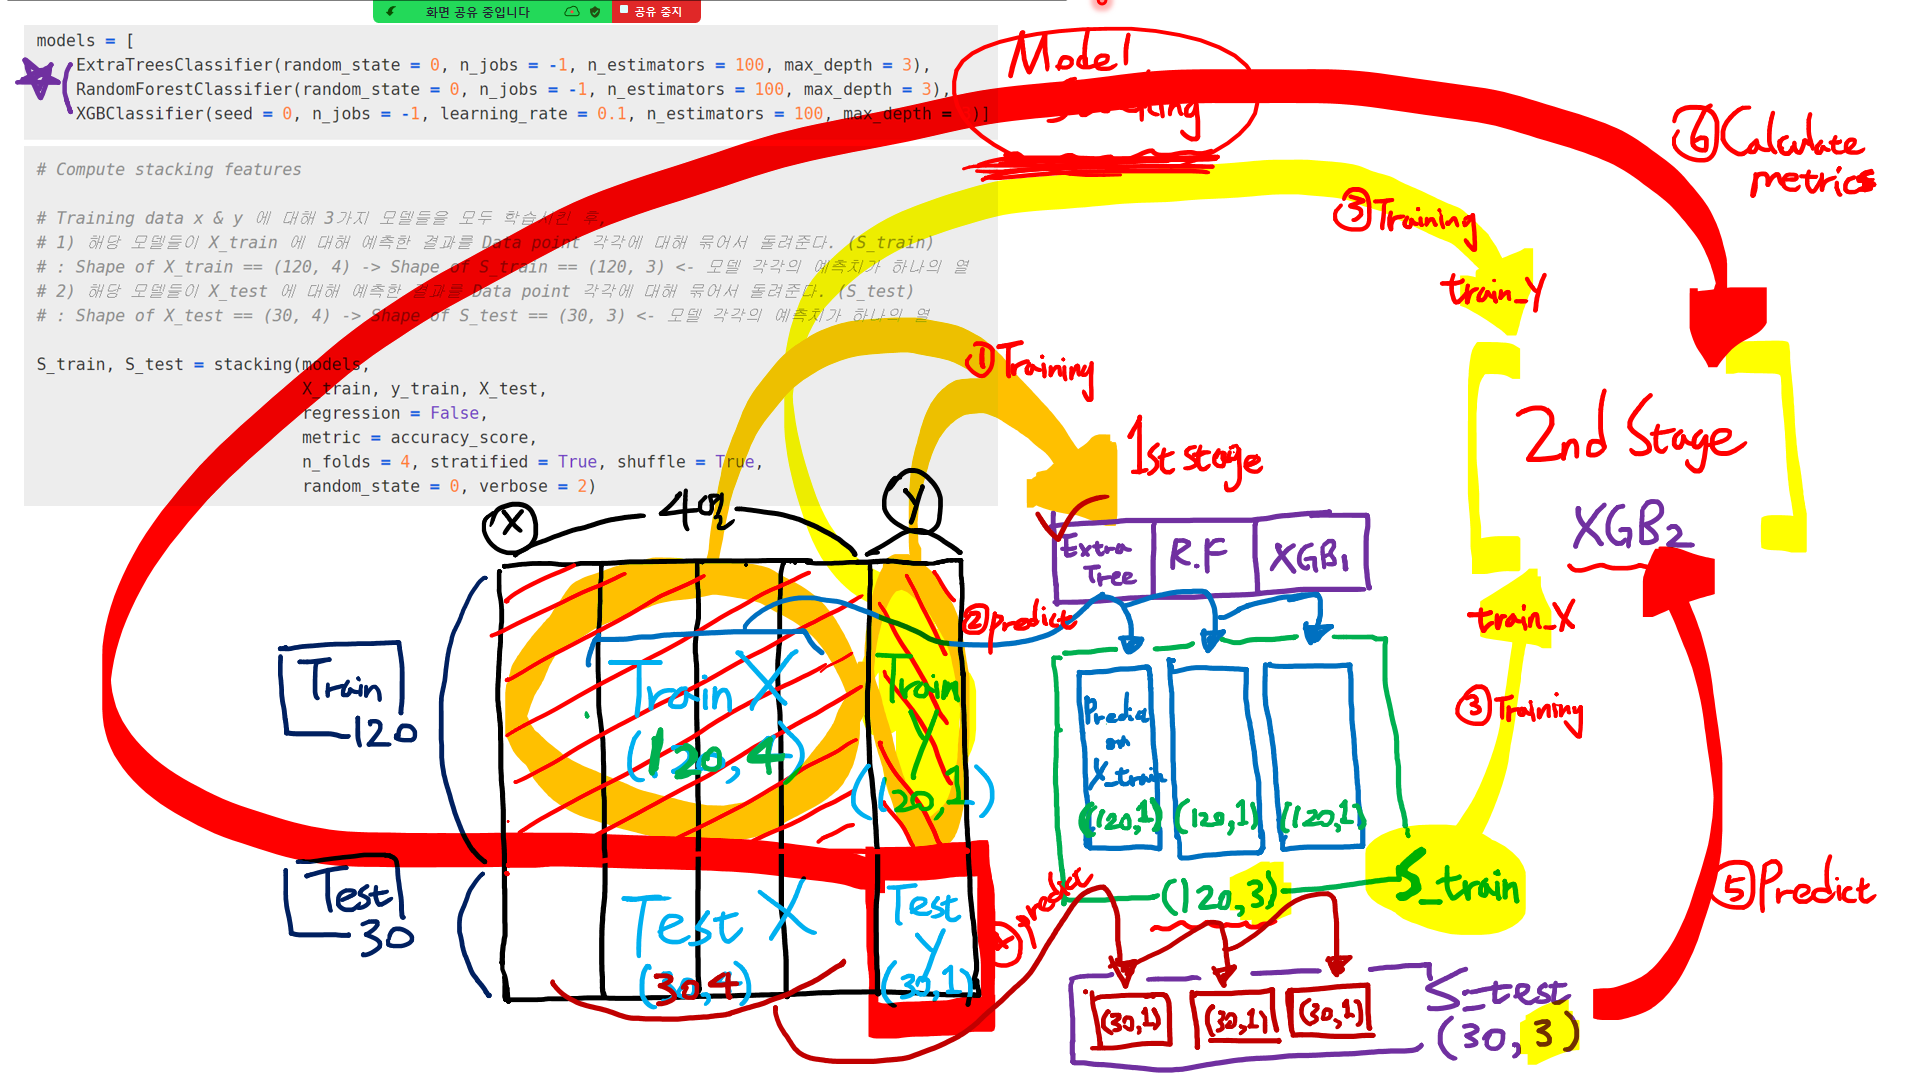 화면 공유 중입니다
공유 중지
models = [
ExtraTreesClassifier(random_state = 0, n_jobs = -1, n_estimators = 100, max_depth = 3),
RandomForestClassifier(random_state = 0, n_jobs = -1, n_estimators = 100, max_depth = 3),
XGBClassifier(seed = 0, n_jobs = -1, learning_rate = 0.1, n_estimators = 100, max_depth = )]
# Compute stacking features
# Training data x & y 에 대해 3가지 모델들을 모두 학습시킨 후,
# 1) 해당 모델들이 X_train 에 대해 예측한 결과를 Data point 각각에 대해 묶어서 돌려준다. (S_train)
# : Shape of X_train == (120, 4) -> Shape of S_train == (120, 3) <- 모델 각각의 예측치가 하나의 열
# 2) 해당 모델들이 X_test 에 대해 예측한 결과를 Data point 각각에 대해 묶어서 돌려준다. (S_test)
# : Shape of X_test == (30, 4) -> Shape of S_test == (30, 3) <- 모델 각각의 예측치가 하나의 열
S_train, S_test = stacking(models,
X_train, y_train, X_test,
regression = False,
metric = accuracy_score,
n_folds = 4, stratified = True, shuffle = True,
random_state = 0, verbose = 2)
Model
⑥ Calculate
metrics
③ Training
train_Y
① Training
1st stage
2nd Stage
XGB2
X
4열
Y
Extra
Tree
R.F
XGB1
② predict
train_X
③ Training
Train
120
Train X
(120,4)
Train
Y
(120,1)
Predict
on
X_train
(120,1)
(120,1)
(120,1)
(120,3)
S_train
Test
30
Test X
(30,4)
Test
Y
(30,1)
④ predict
⑤ Predict
(30,1)
(30,1)
(30,1)
S_test
(30,3)